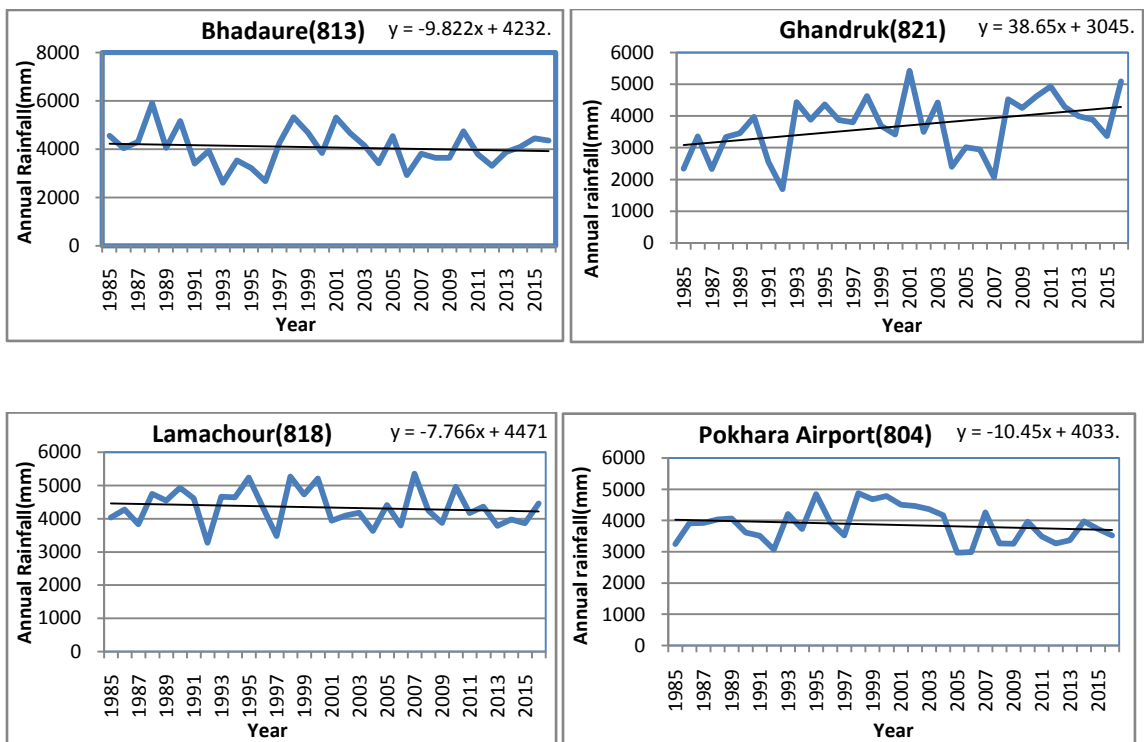 Bhadaure(813) y = -9.822x + 4232.
Annual Rainfall(mm)
8000
6000
4000
2000
0
1985 1987 1989 1991 1993 1995 1997 1999 2001 2003 2005 2007 2009 2011 2013 2015
Year
Ghandruk(821) y = 38.65x + 3045.
Annual rainfall(mm)
6000
5000
4000
3000
2000
1000
0
1985 1987 1989 1991 1993 1995 1997 1999 2001 2003 2005 2007 2009 2011 2013 2015
Year
Lamachour(818) y = -7.766x + 4471
Annual Rainfall(mm)
6000
5000
4000
3000
2000
1000
0
1985 1987 1989 1991 1993 1995 1997 1999 2001 2003 2005 2007 2009 2011 2013 2015
Year
Pokhara Airport(804) y = -10.45x + 4033.
Annual rainfall(mm)
6000
5000
4000
3000
2000
1000
0
1985 1987 1989 1991 1993 1995 1997 1999 2001 2003 2005 2007 2009 2011 2013 2015
Year